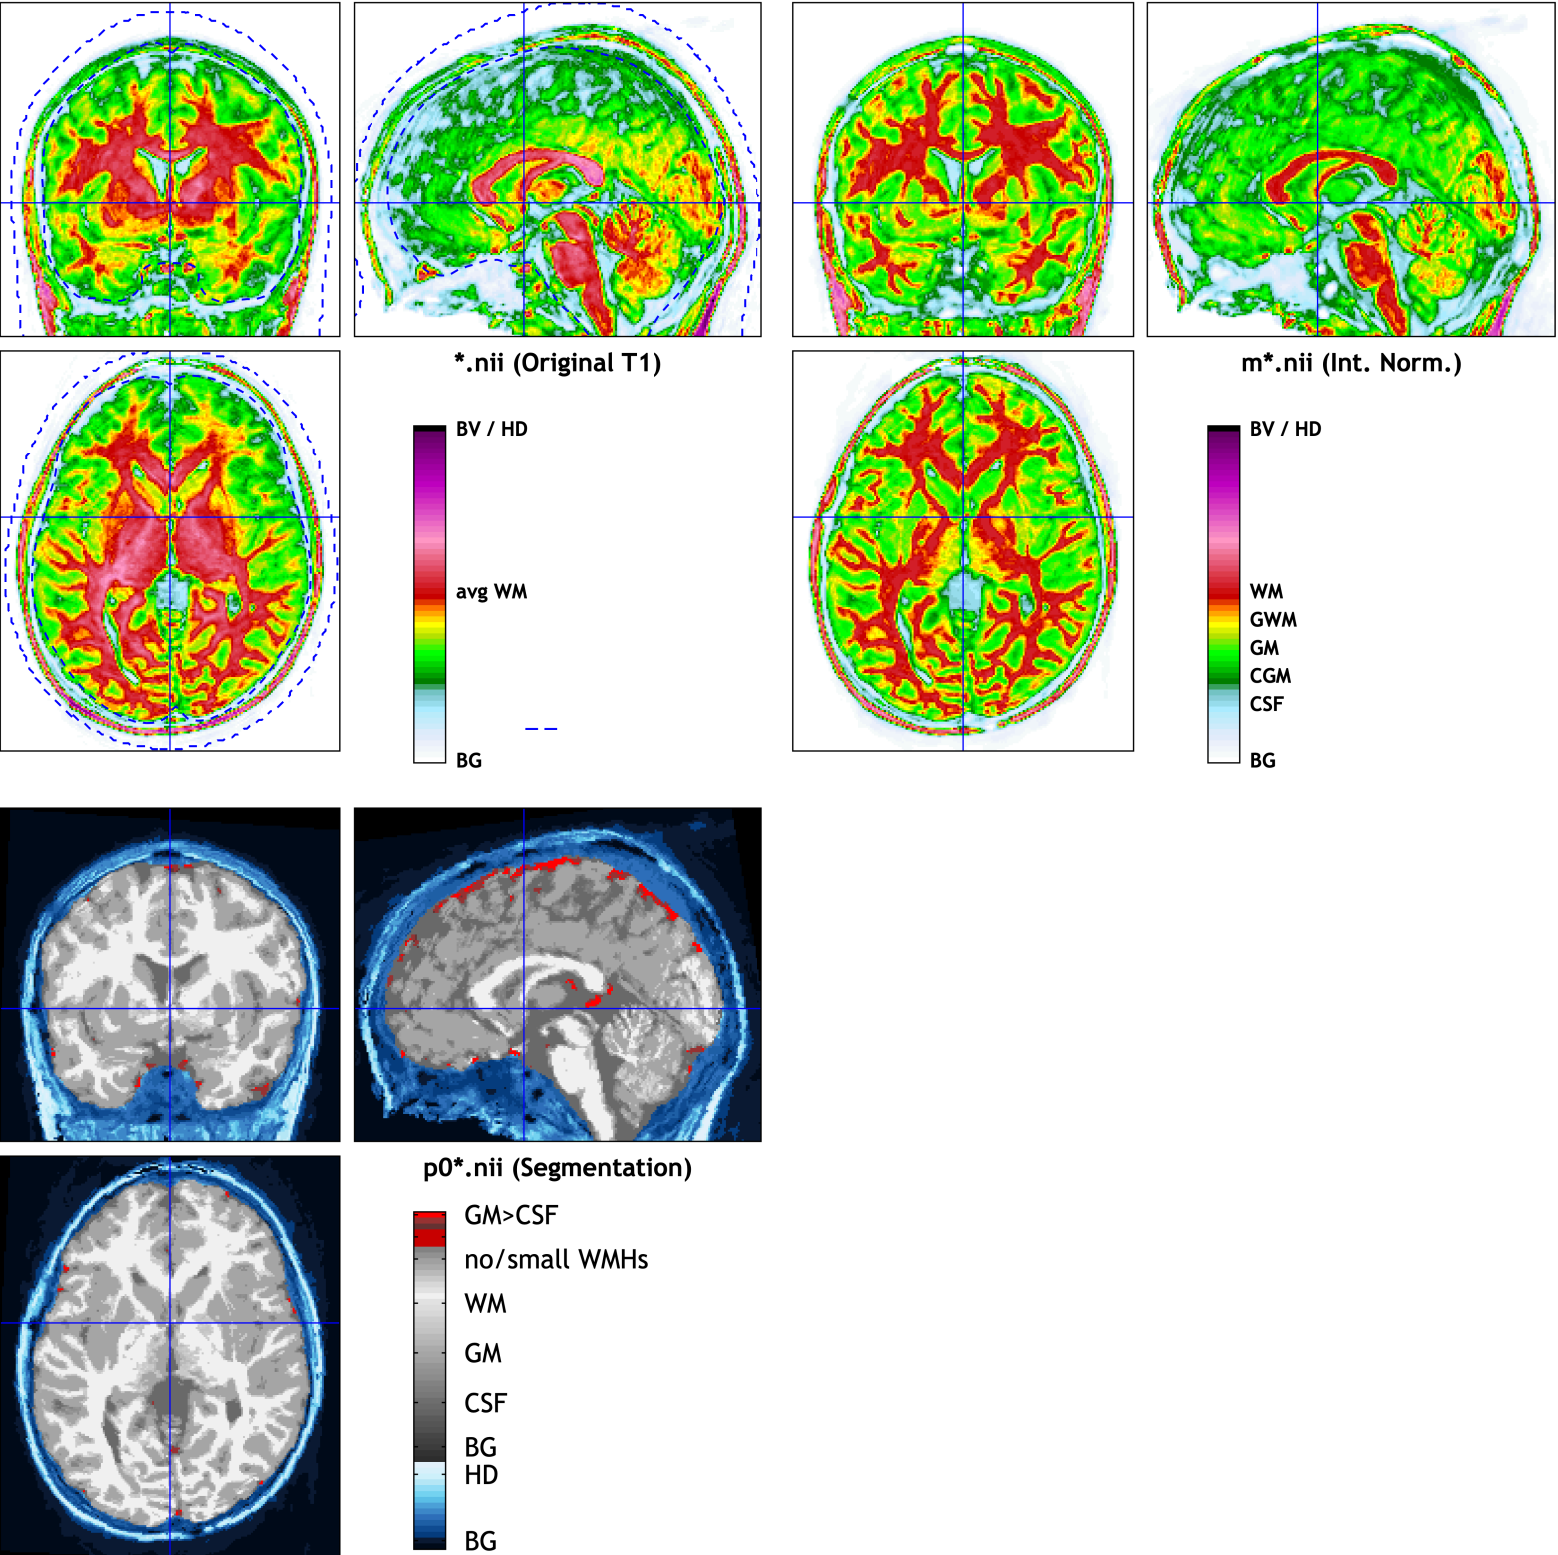 *.nii (Original T1)
BV / HD
avg WM
BG
m*.nii (Int. Norm.)
BV / HD
WM
GWM
GM
CGM
CSF
BG
p0*.nii (Segmentation)
GM>CSF
no/small WMHs
WM
GM
CSF
BG
HD
BG